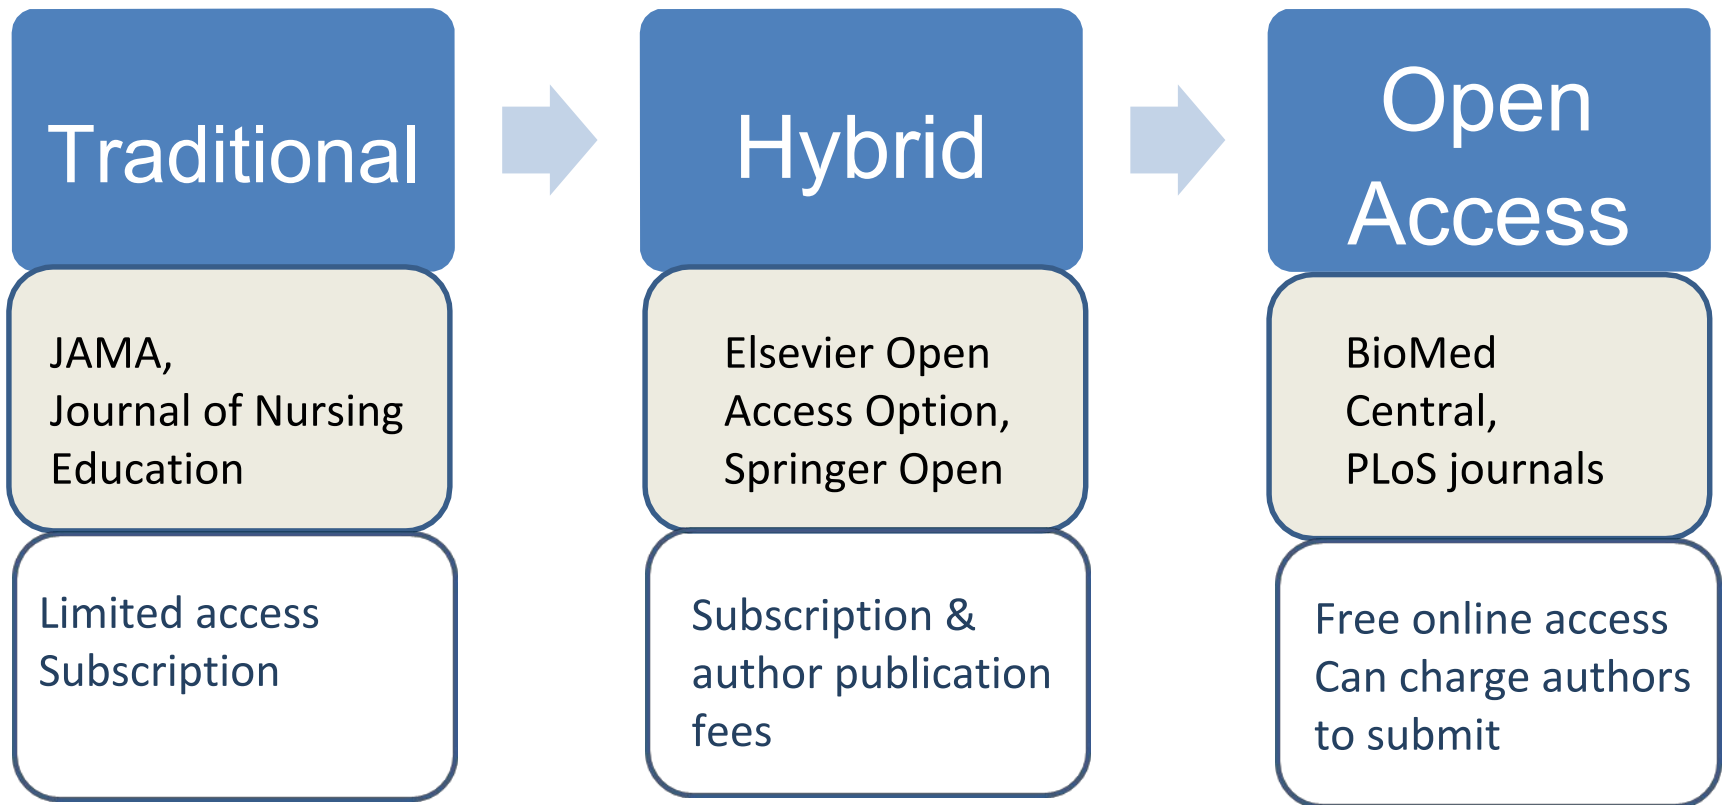 Traditional
JAMA,
Journal of Nursing
Education
Limited access
Subscription
Hybrid
Elsevier Open
Access Option,
Springer Open
Subscription &
author publication
fees
Open
Access
BioMed
Central,
PLoS journals
Free online access
Can charge authors
to submit